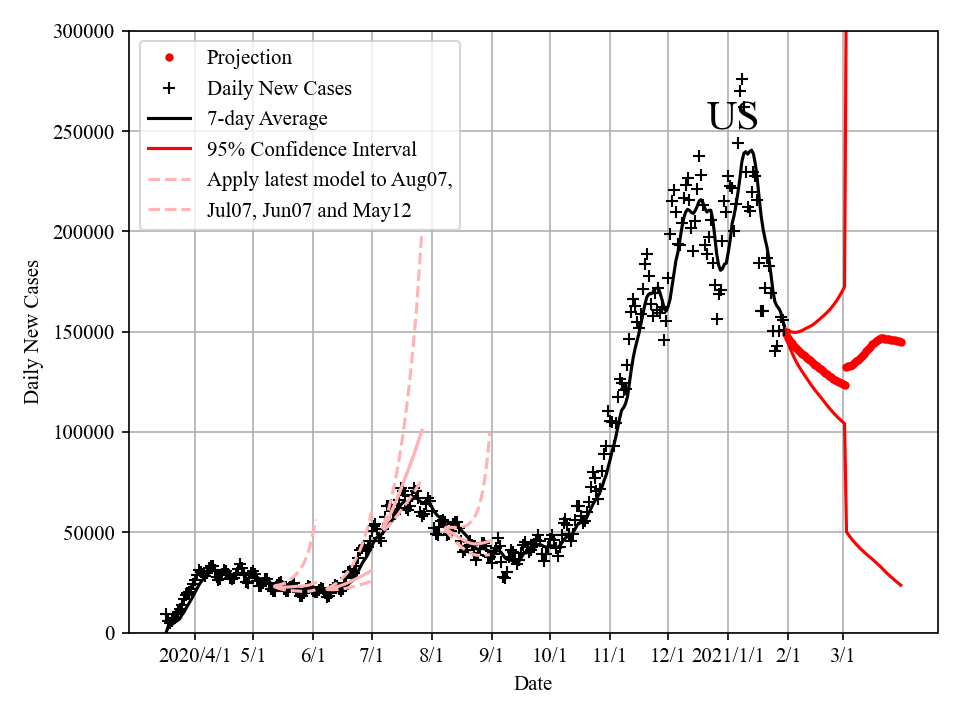 300000
250000
200000
150000
100000
50000
0
Daily New Cases
Projection
Daily New Cases
7-day Average
95% Confidence Interval
Apply latest model to Aug07,
Jul07, Jun07 and May12
US
2020/4/1 5/1 6/1 7/1 8/1 9/1 10/1 11/1 12/1 2021/1/1 2/1 3/1
Date